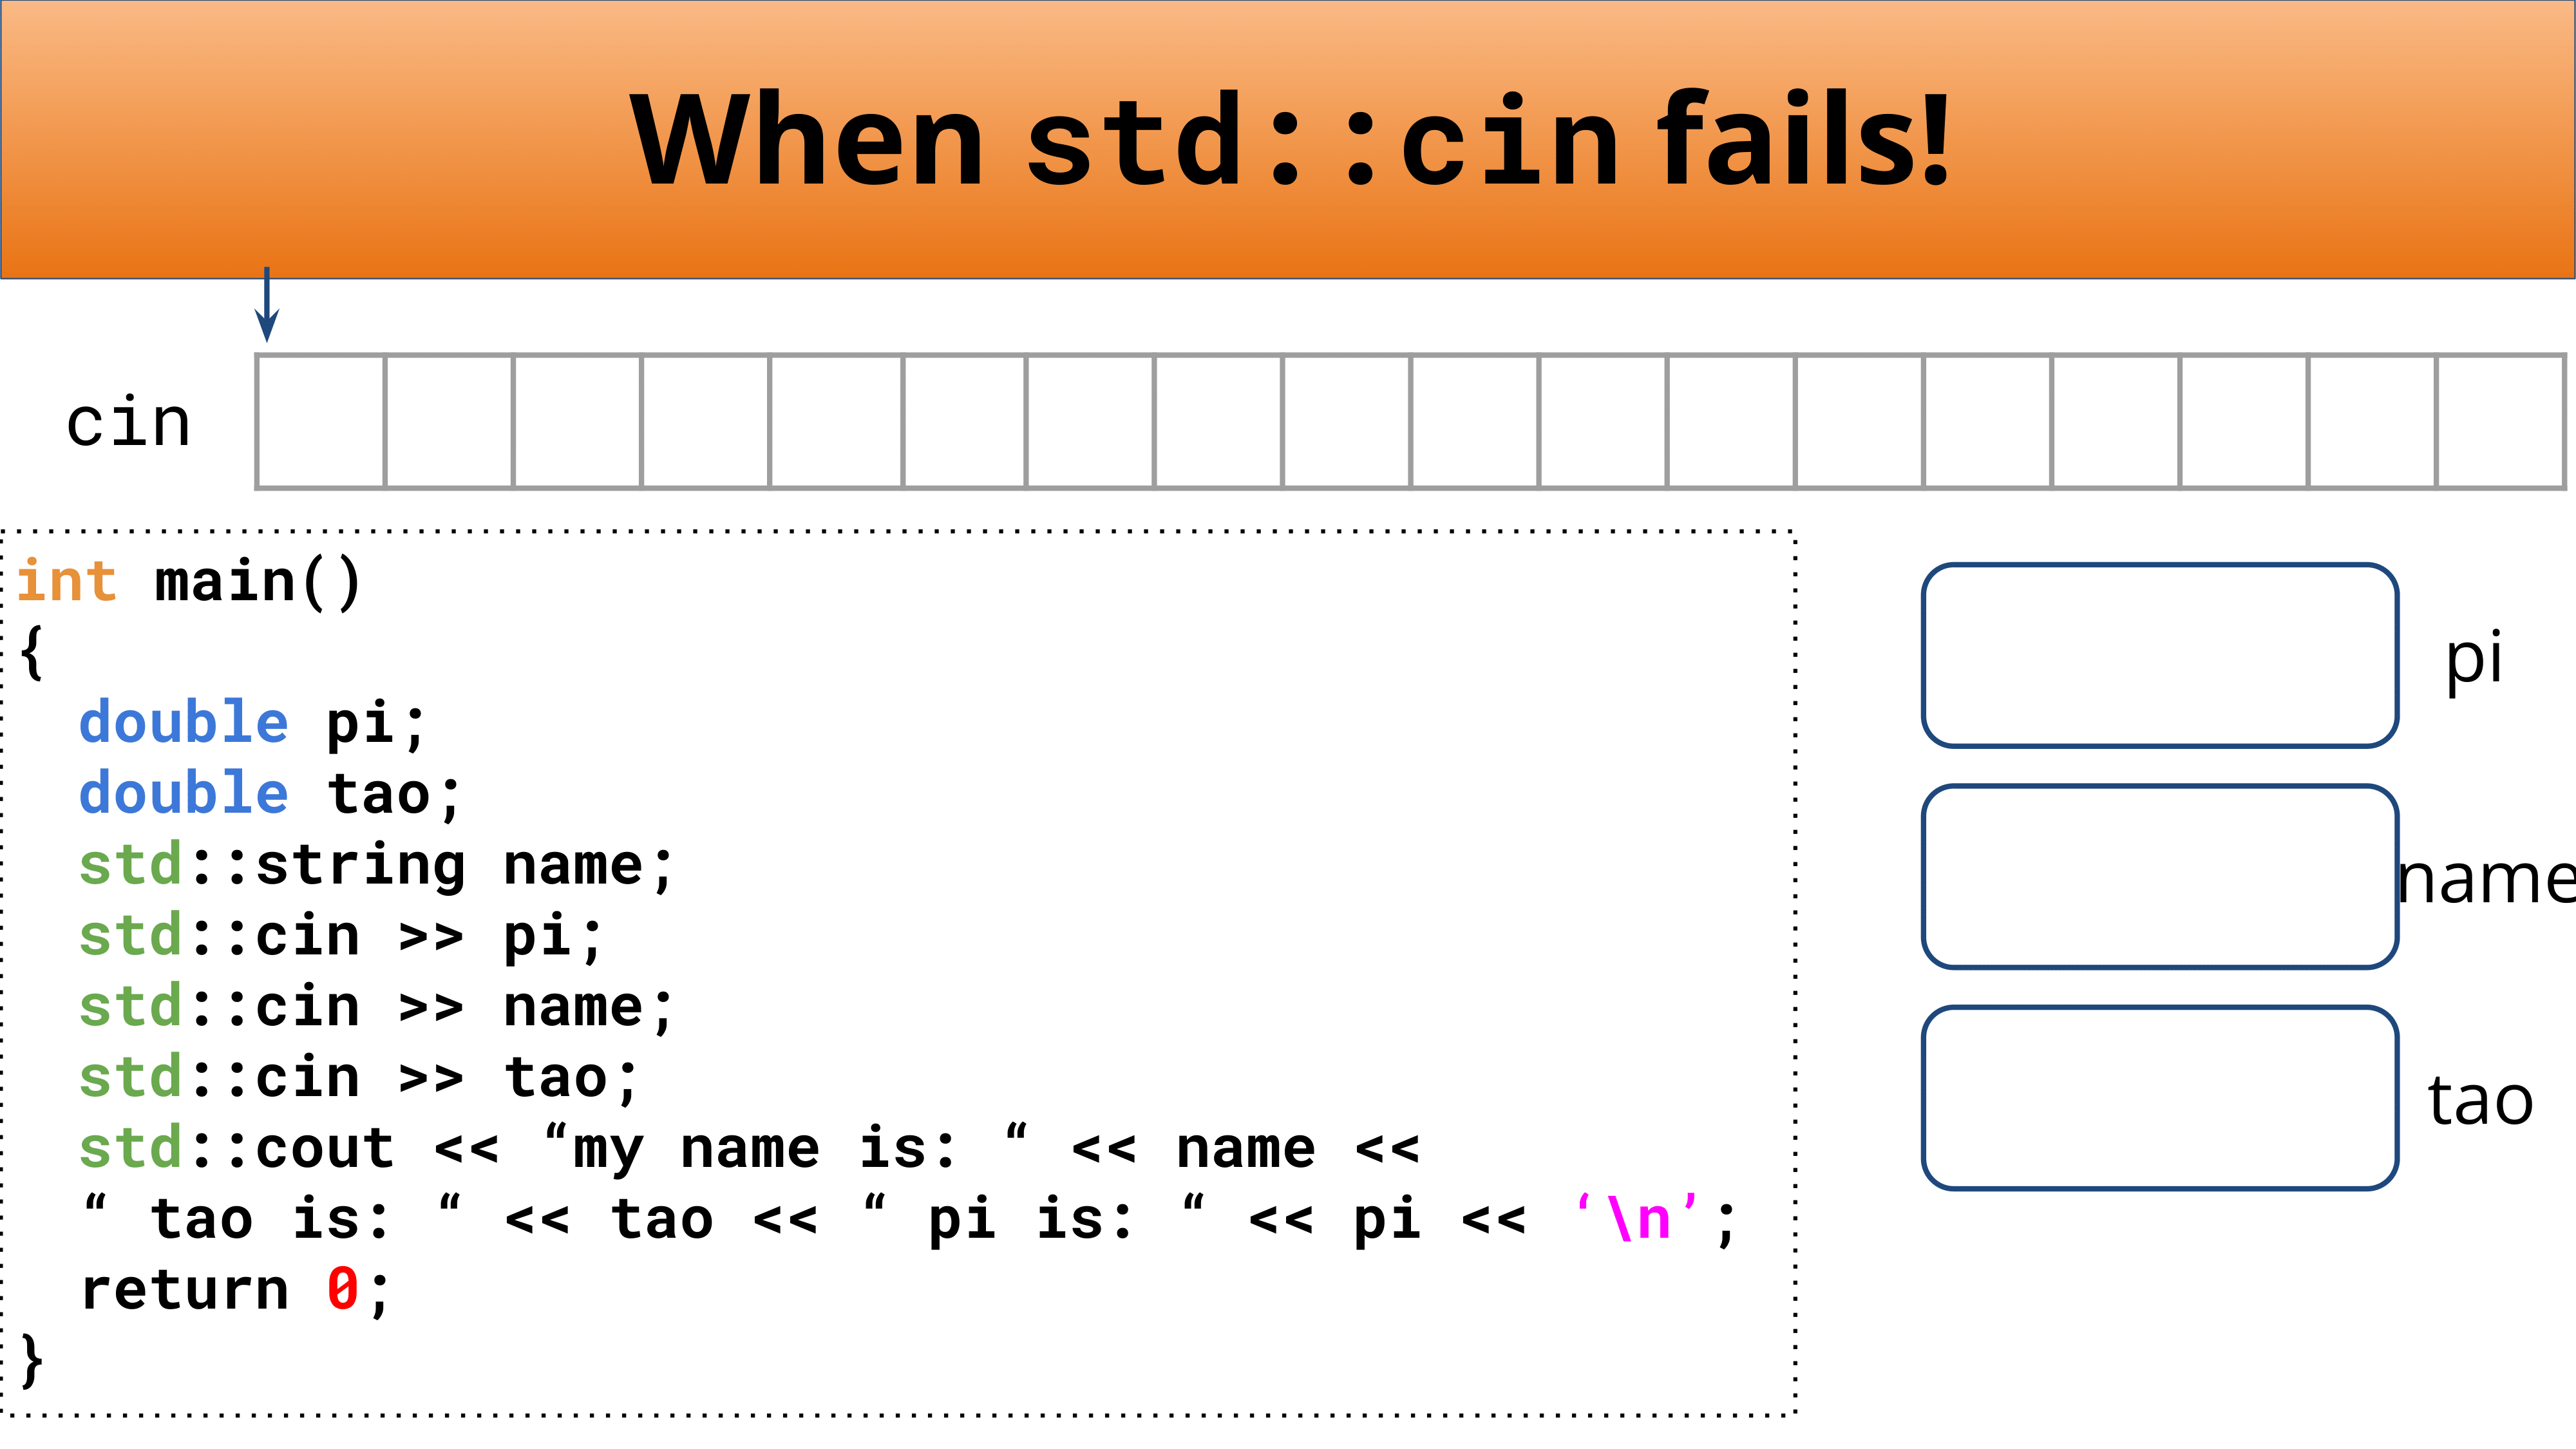 When std::cin fails!
cin
int main()
{
double pi;
double tao;
std::string name;
std::cin >> pi;
std::cin >> name;
std::cin >> tao;
std::cout << “my name is: “ << name <<
“ tao is: “ << tao << “ pi is: “ << pi << ‘\n’;
return 0;
}
pi
name
tao